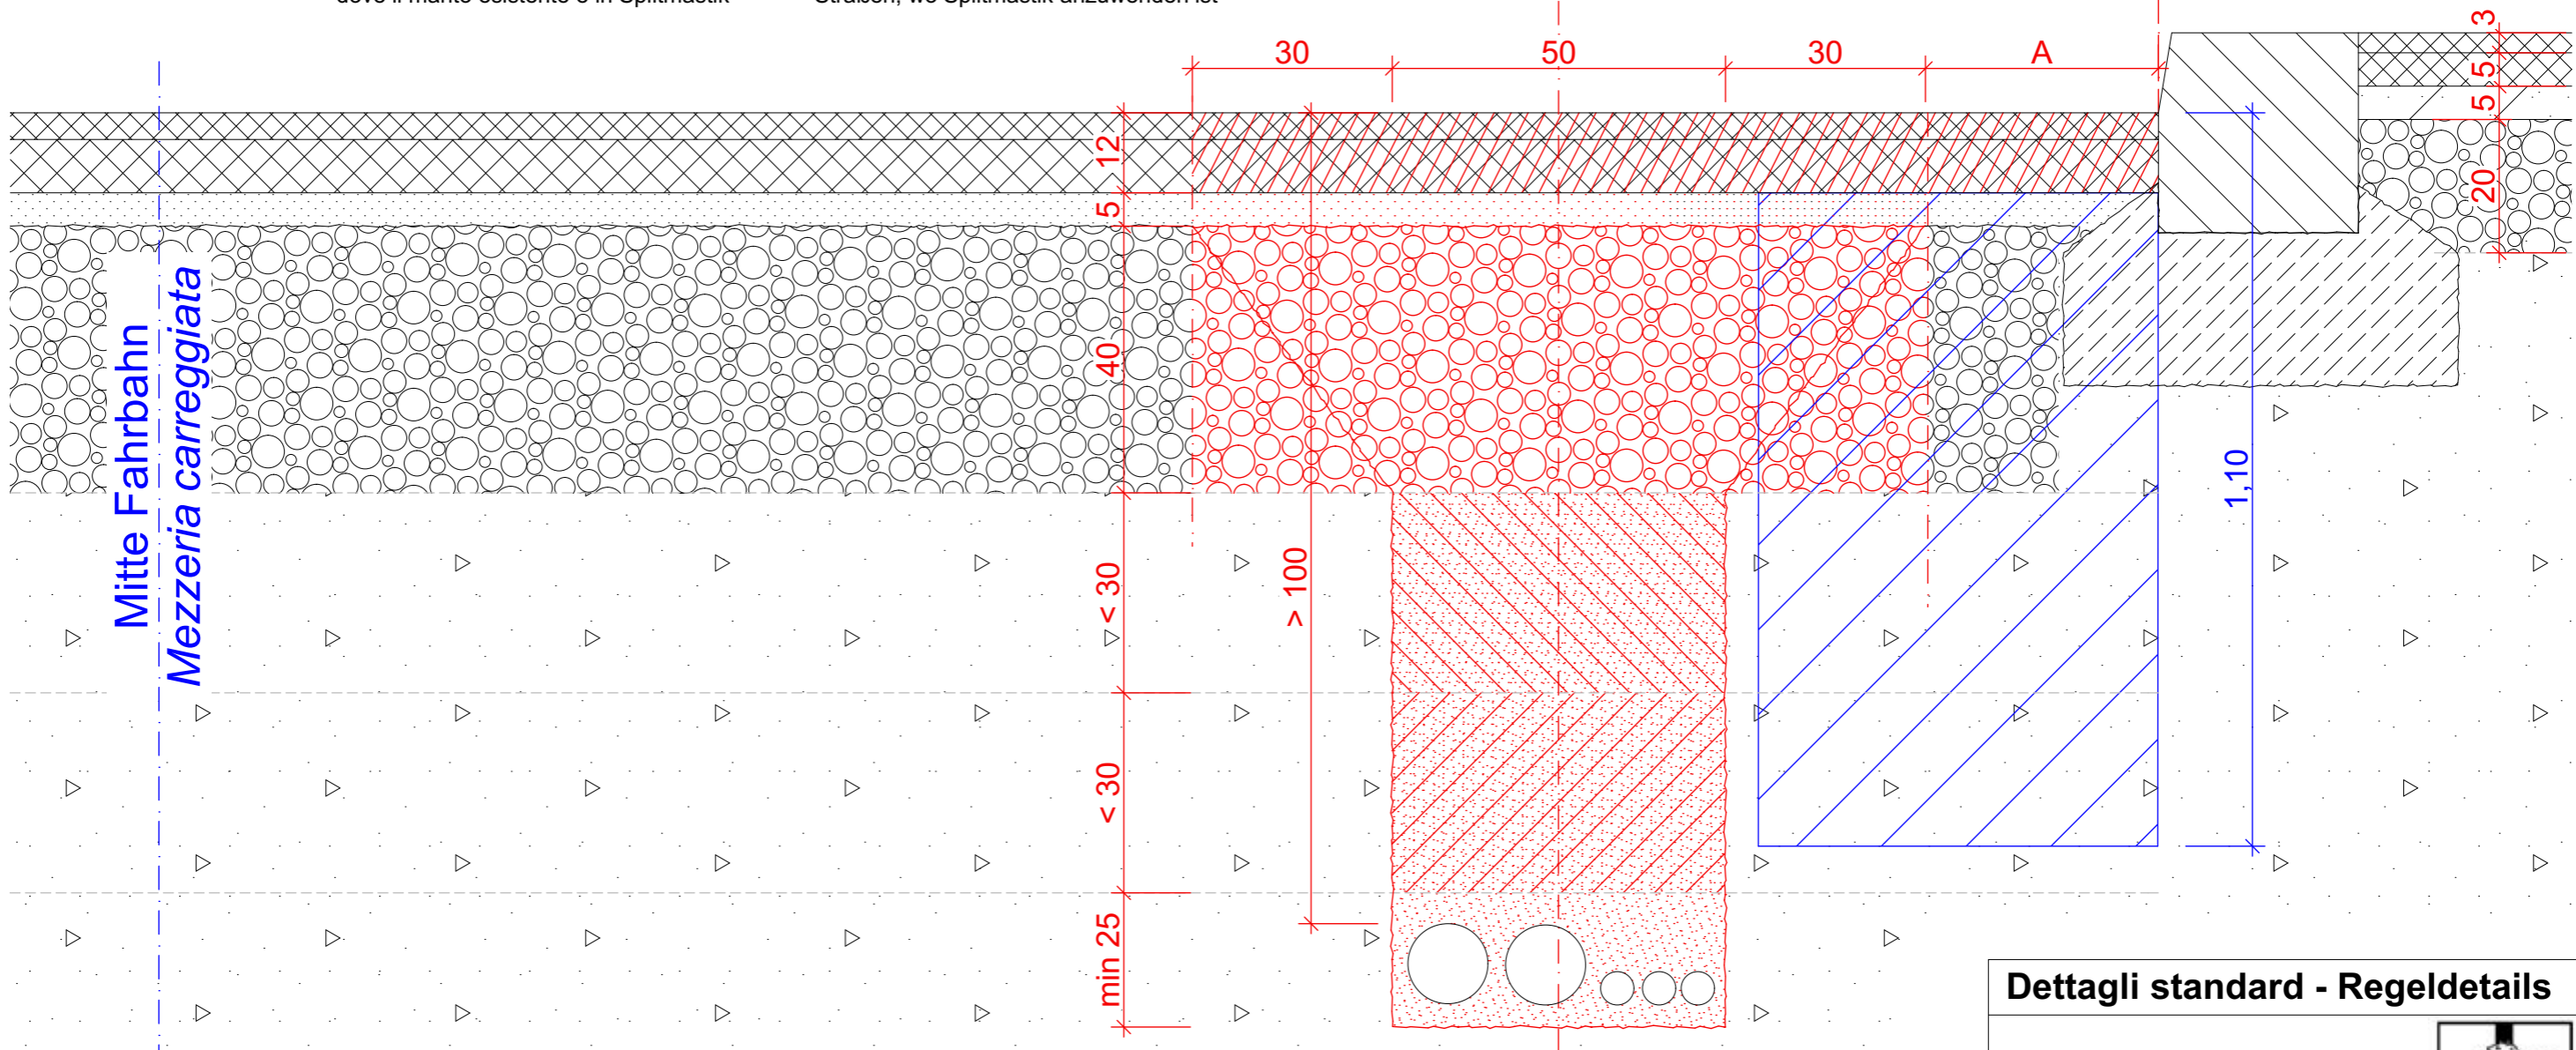 30 50 30 A
3
5
5
20
12
5
40
< 30
< 30
min 25
> 100
1,10
Mitte Fahrbahn
Mezzeria carreggiata
Dettagli standard - Regeldetails